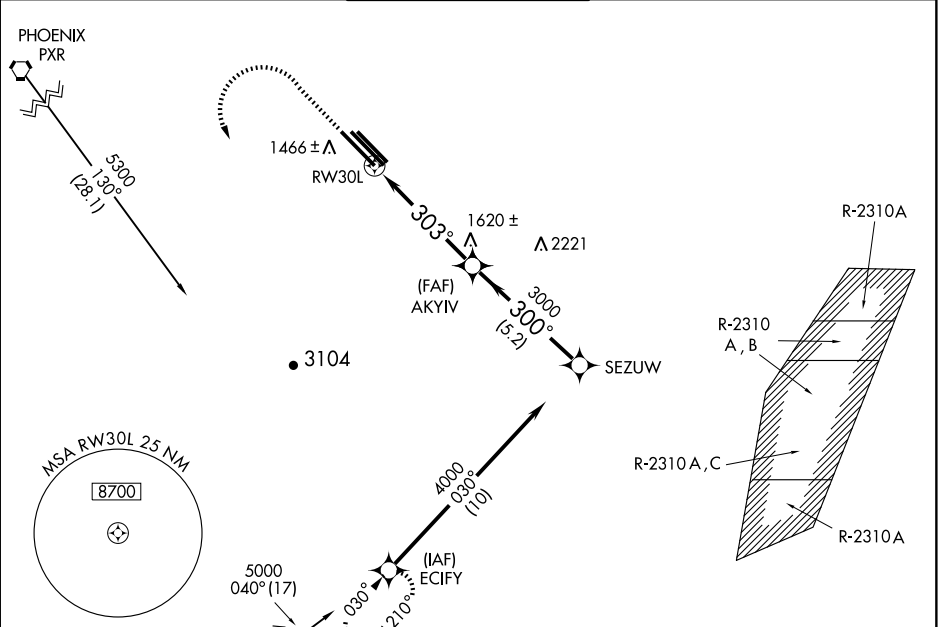 PHOENIX
PXR
5300
130°
(28.1)
1466 ±
RW30L
303°
1620 ±
2221
(FAF)
AKYIV
3000
300°
(5.2)
SEZUW
3104
R-2310A
R-2310
A, B
R-2310 A, C
R-2310A
MSA RW30L 25 NM
8700
4000
030°
(10)
(IAF)
ECIFY
5000
040° (17)
030°
210°